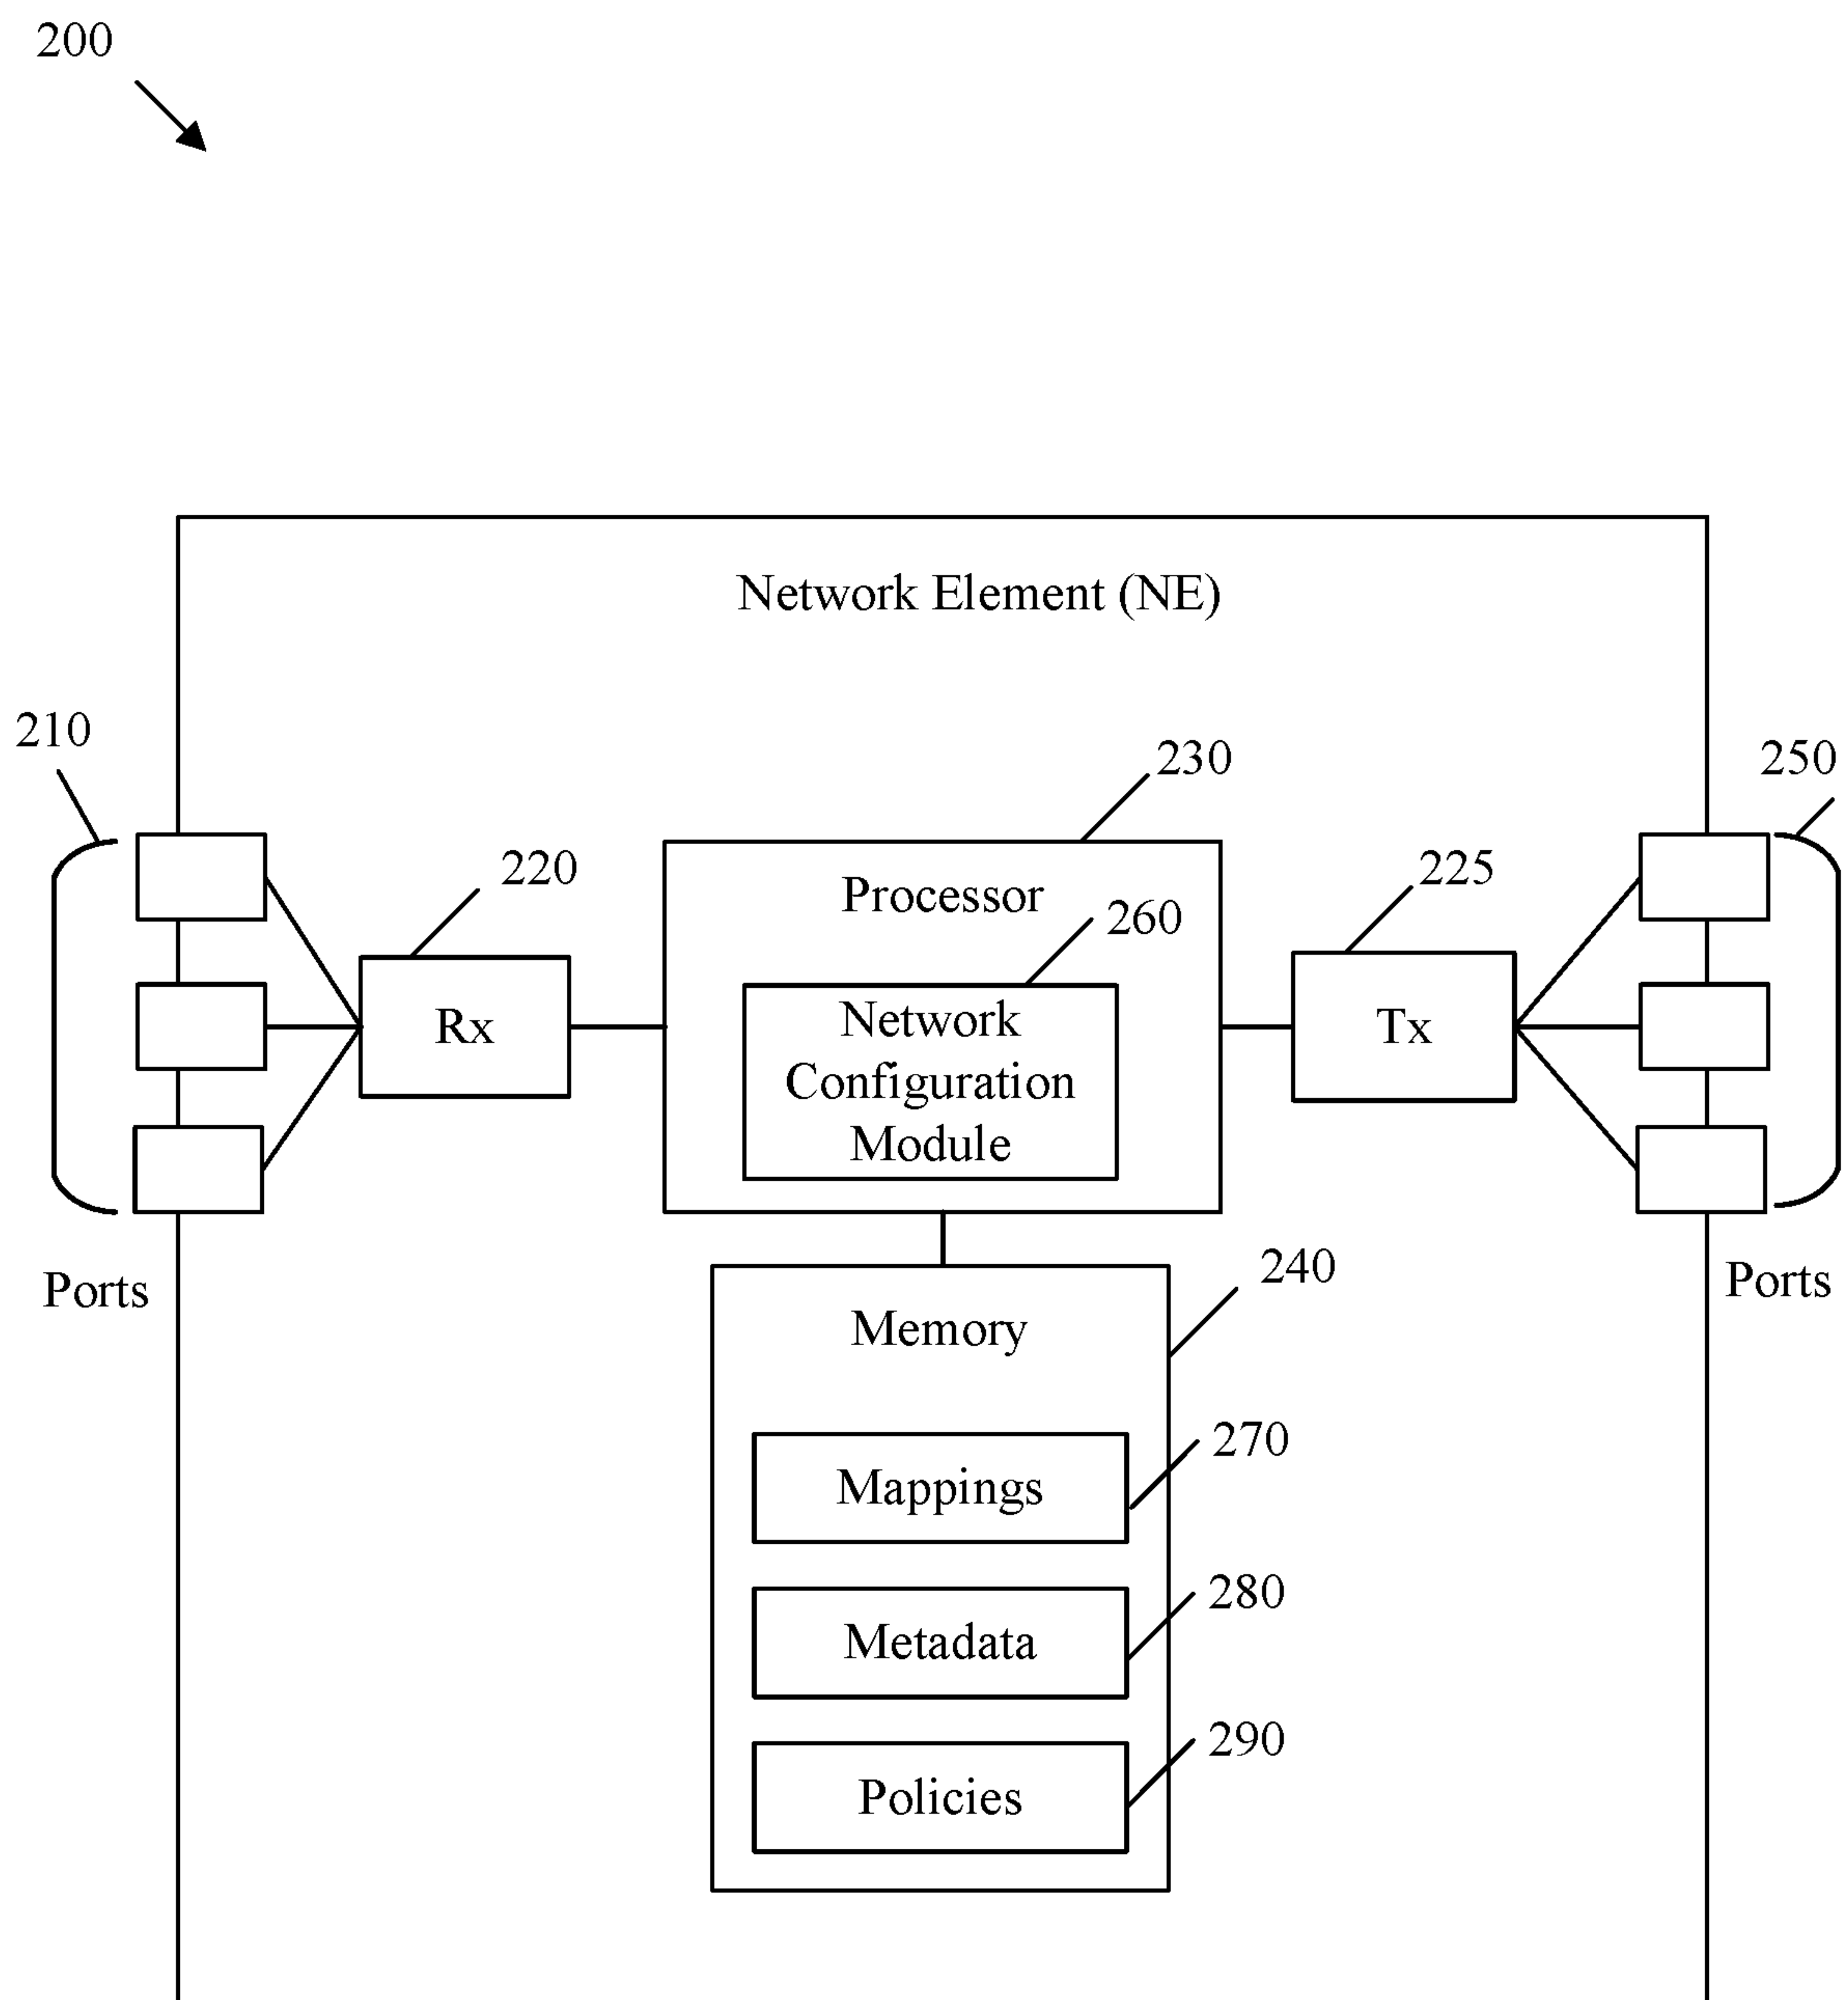 200
Network Element (NE)
210
230
250
220
Processor
225
260
Rx
Network
Configuration
Module
Tx
Ports
240
Ports
Memory
270
Mappings
280
Metadata
290
Policies